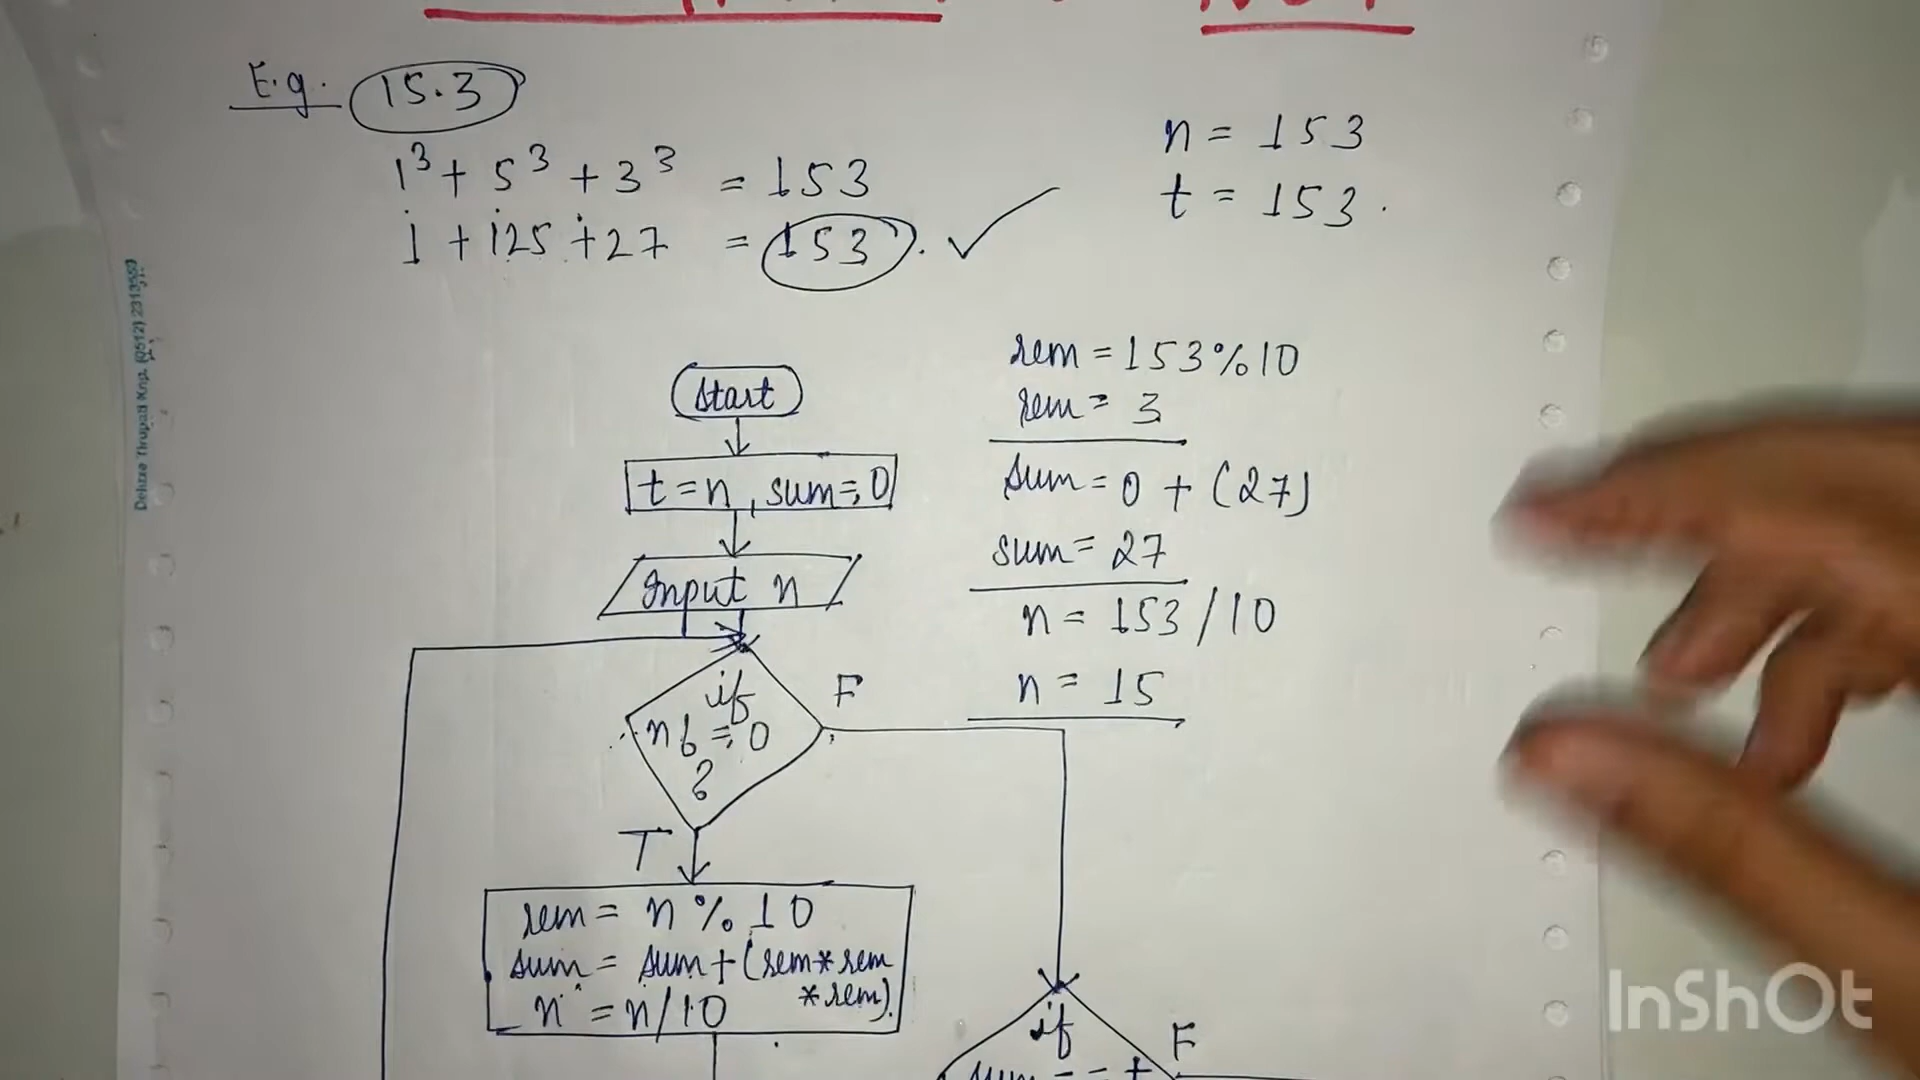 E.g. 15.3
1³ + 5³ + 3³ = 153
1 + 125 + 27 = 153.
n = 153
t = 153.
rem = 153%10
rem = 3
sum = 0 + (27)
sum = 27
n = 153/10
n = 15
Start
t = n, sum = 0
Input n
if
n != 0
?
F
T
rem = n % 10
sum = sum + (rem * rem
* rem).
n = n/10
if
F
InShOt